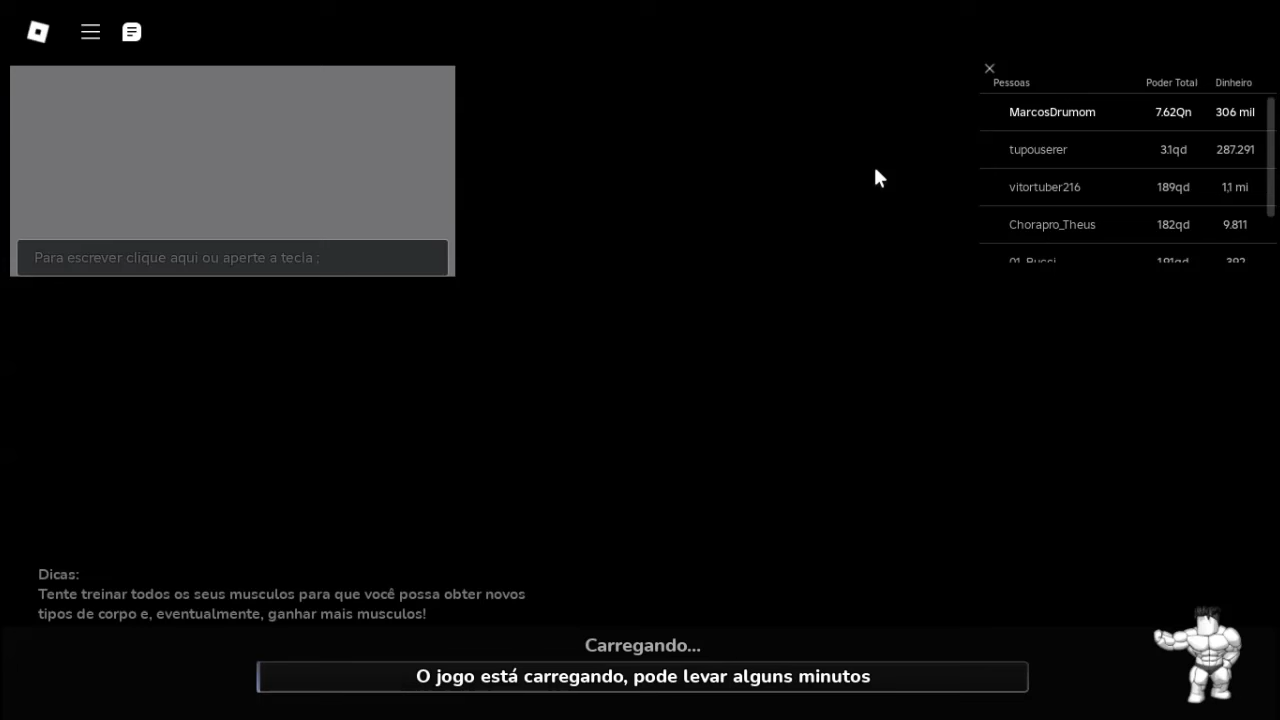 Pessoas Poder Total Dinheiro
MarcosDrumom 7.62Qn 306 mil
tupouserer 3.1qd 287.291
vitortuber216 189qd 1,1 mi
Chorapro_Theus 182qd 9.811
Para escrever clique aqui ou aperte a tecla ;
Dicas:
Tente treinar todos os seus musculos para que você possa obter novos
tipos de corpo e, eventualmente, ganhar mais musculos!
Carregando...
O jogo está carregando, pode levar alguns minutos